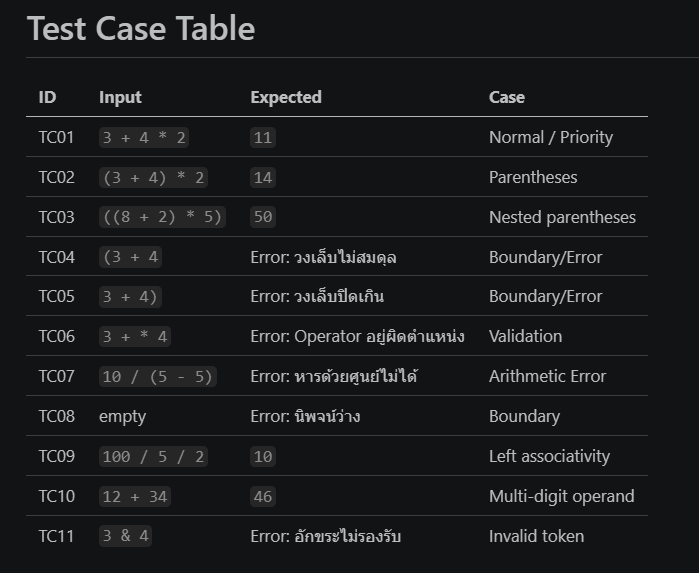 Test Case Table
ID Input Expected Case
TC01 3 + 4 * 2 11 Normal / Priority
TC02 (3 + 4) * 2 14 Parentheses
TC03 ((8 + 2) * 5) 50 Nested parentheses
TC04 (3 + 4 Error: วงเล็บไม่สมดุล Boundary/Error
TC05 3 + 4) Error: วงเล็บปิดเกิน Boundary/Error
TC06 3 + * 4 Error: Operator อยู่ผิดตำแหน่ง Validation
TC07 10 / (5 - 5) Error: หารด้วยศูนย์ไม่ได้ Arithmetic Error
TC08 empty Error: นิพจน์ว่าง Boundary
TC09 100 / 5 / 2 10 Left associativity
TC10 12 + 34 46 Multi-digit operand
TC11 3 & 4 Error: อักขระไม่รองรับ Invalid token